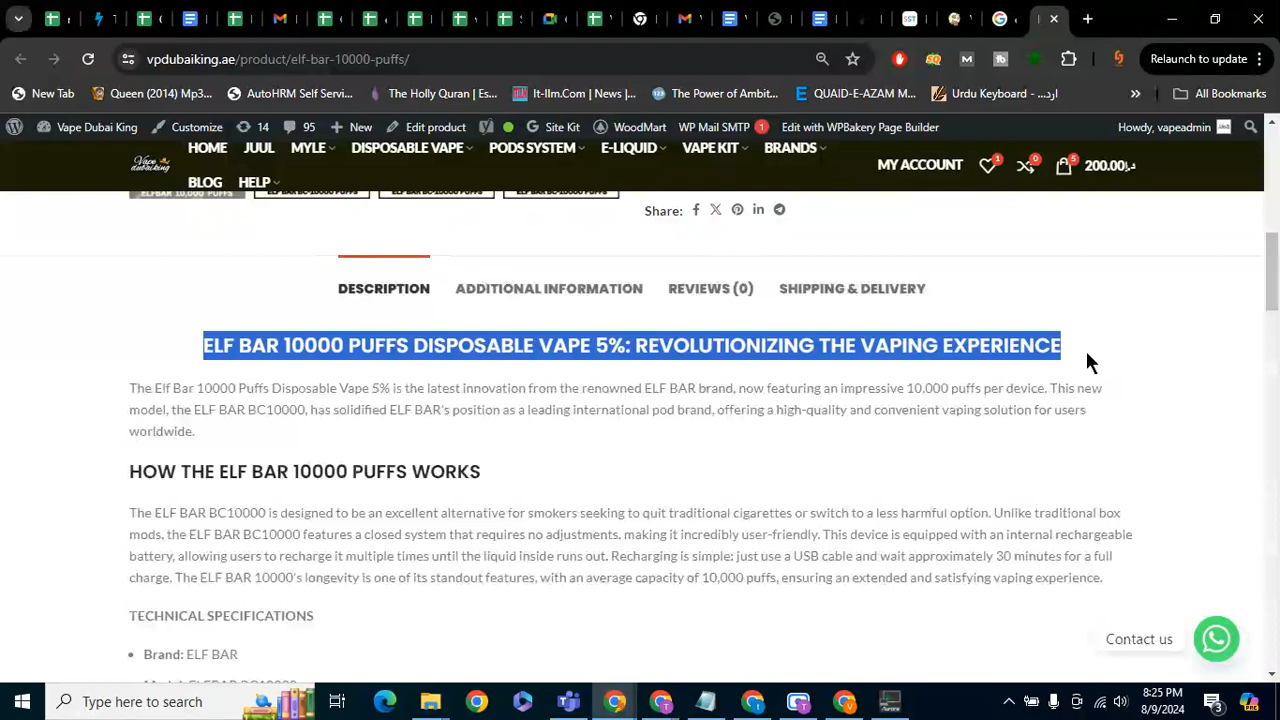 vpdubaiking.ae/product/elf-bar-10000-puffs/
Relaunch to update
New Tab
Queen (2014) Mp3...
AutoHRM Self Servi...
The Holly Quran | Es...
It-llm.Com | News |...
The Power of Ambit...
QUAID-E-AZAM M...
Urdu Keyboard - اردو...
All Bookmarks
Vape Dubai King
Customize
14
95
New
Edit product
Site Kit
WoodMart
WP Mail SMTP 1
Edit with WPBakery Page Builder
Howdy, vapeadmin
HOME
JUUL
MYLE
DISPOSABLE VAPE
PODS SYSTEM
E-LIQUID
VAPE KIT
BRANDS
MY ACCOUNT
1
0
5
200.00د.إ
BLOG
HELP
ELFBAR 10,000 PUFFS
Share:
DESCRIPTION
ADDITIONAL INFORMATION
REVIEWS (0)
SHIPPING & DELIVERY
ELF BAR 10000 PUFFS DISPOSABLE VAPE 5%: REVOLUTIONIZING THE VAPING EXPERIENCE
The Elf Bar 10000 Puffs Disposable Vape 5% is the latest innovation from the renowned ELF BAR brand, now featuring an impressive 10,000 puffs per device. This new
model, the ELF BAR BC10000, has solidified ELF BAR's position as a leading international pod brand, offering a high-quality and convenient vaping solution for users
worldwide.
HOW THE ELF BAR 10000 PUFFS WORKS
The ELF BAR BC10000 is designed to be an excellent alternative for smokers seeking to quit traditional cigarettes or switch to a less harmful option. Unlike traditional box
mods, the ELF BAR BC10000 features a closed system that requires no adjustments, making it incredibly user-friendly. This device is equipped with an internal rechargeable
battery, allowing users to recharge it multiple times until the liquid inside runs out. Recharging is simple: just use a USB cable and wait approximately 30 minutes for a full
charge. The ELF BAR 10000's longevity is one of its standout features, with an average capacity of 10,000 puffs, ensuring an extended and satisfying vaping experience.
TECHNICAL SPECIFICATIONS
Brand: ELF BAR
Contact us
Type here to search
8:25 PM
8/9/2024
3